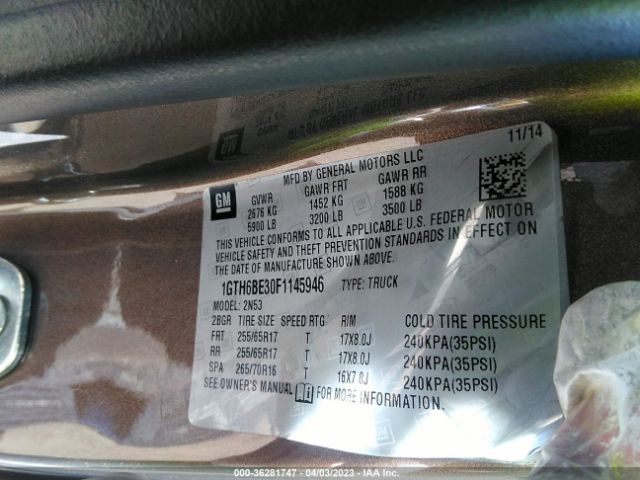 11/14
GM
MFD BY GENERAL MOTORS LLC
GVWR GAWR FRT GAWR RR
2676 KG 1452 KG 1588 KG
5900 LB 3200 LB 3500 LB
THIS VEHICLE CONFORMS TO ALL APPLICABLE U.S. FEDERAL MOTOR
VEHICLE SAFETY AND THEFT PREVENTION STANDARDS IN EFFECT ON
THE DATE OF MANUFACTURE SHOWN ABOVE.
1GTH6BE30F1145946 TYPE: TRUCK
MODEL: 2N53
2BGR TIRE SIZE SPEED RTG RIM COLD TIRE PRESSURE
FRT 255/65R17 T 17X8.0J 240KPA(35PSI)
RR 255/65R17 T 17X8.0J 240KPA(35PSI)
SPA 265/70R16 T 16X7.0J 240KPA(35PSI)
SEE OWNER'S MANUAL FOR MORE INFORMATION.
000-36281747 - 04/03/2023 - IAAI.COM